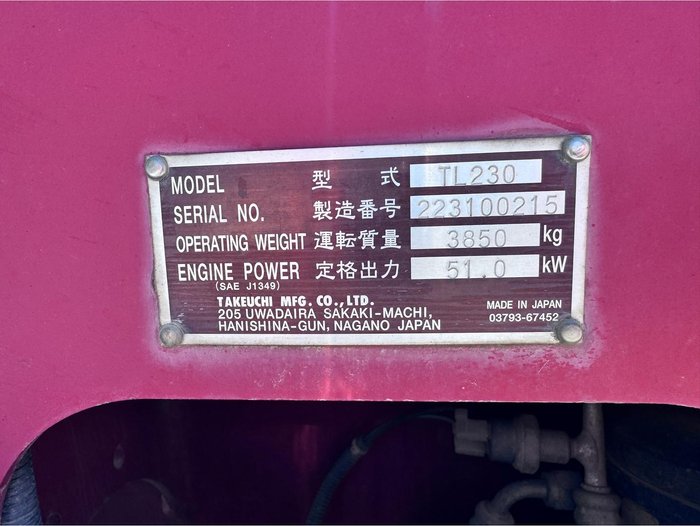 MODEL 型式 TL230
SERIAL NO. 製造番号 223100215
OPERATING WEIGHT 運転質量 3850 kg
ENGINE POWER 定格出力 51.0 kW
(SAE J1349)
TAKEUCHI MFG. CO., LTD.
205 UWADAIRA SAKAKI-MACHI,
HANISHINA-GUN, NAGANO JAPAN
MADE IN JAPAN
03793-67452